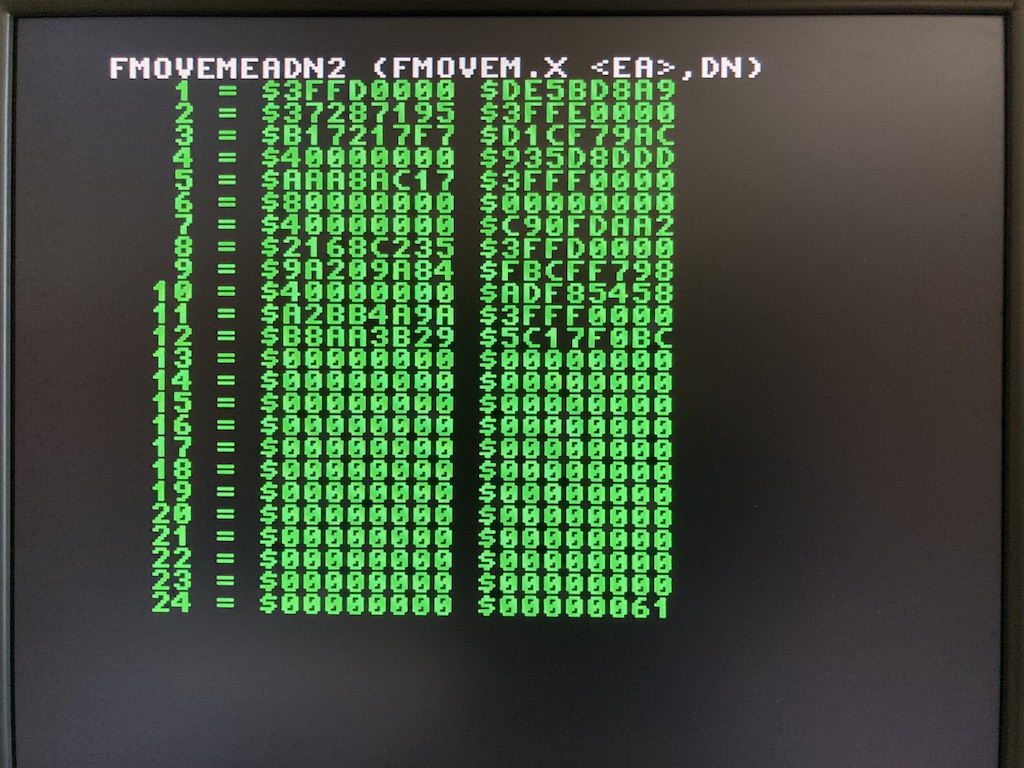 FMOVEMEADN2 (FMOVEM.X <EA>,DN)
1 = $3FFD0000 $DE5BD8A9
2 = $37287195 $3FFE0000
3 = $B17217F7 $D1CF79AC
4 = $40000000 $935D8DDD
5 = $AAA8AC17 $3FFF0000
6 = $80000000 $00000000
7 = $40000000 $C90FDAA2
8 = $2168C235 $3FFD0000
9 = $9A209A84 $FBCFF798
10 = $40000000 $ADF85458
11 = $A2BB4A9A $3FFF0000
12 = $B8AA3B29 $5C17F0BC
13 = $00000000 $00000000
14 = $00000000 $00000000
15 = $00000000 $00000000
16 = $00000000 $00000000
17 = $00000000 $00000000
18 = $00000000 $00000000
19 = $00000000 $00000000
20 = $00000000 $00000000
21 = $00000000 $00000000
22 = $00000000 $00000000
23 = $00000000 $00000000
24 = $00000000 $00000061